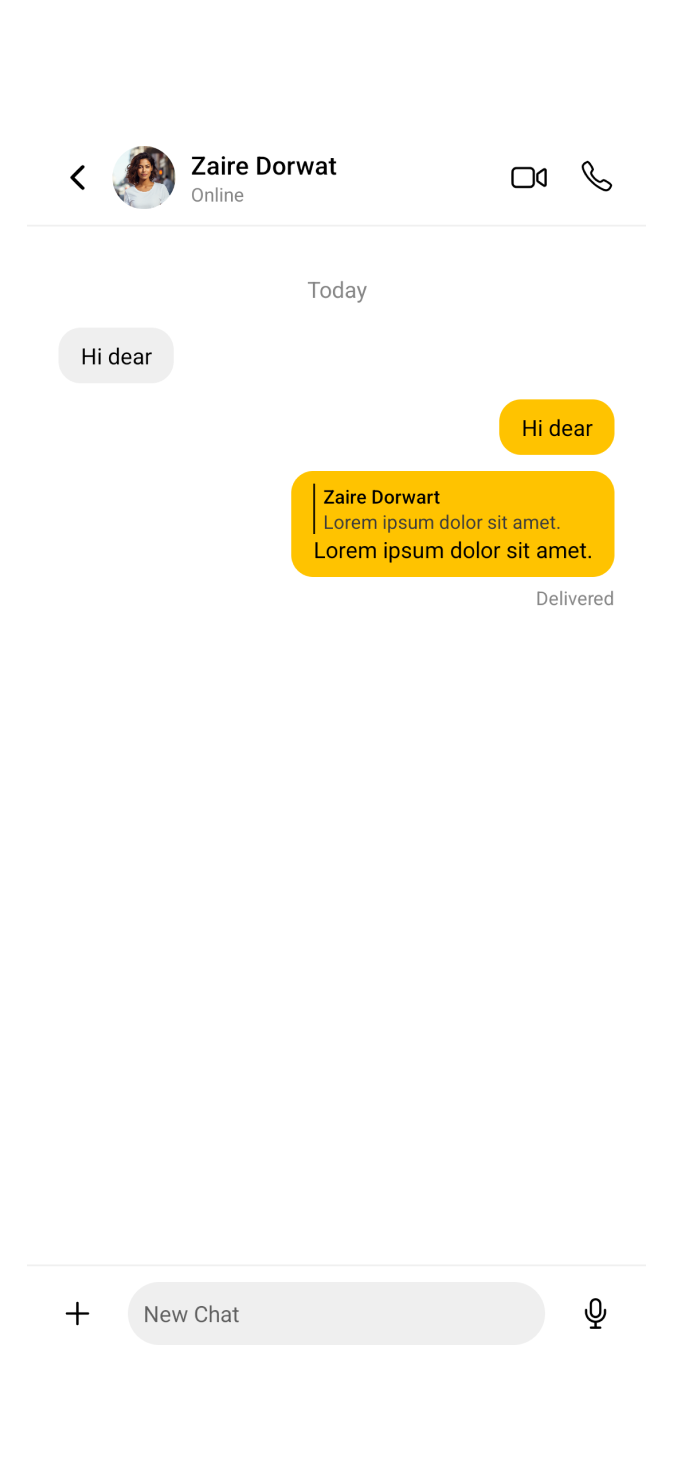 Zaire Dorwat
Online
Today
Hi dear
Hi dear
Zaire Dorwart
Lorem ipsum dolor sit amet.
Lorem ipsum dolor sit amet.
Delivered
New Chat